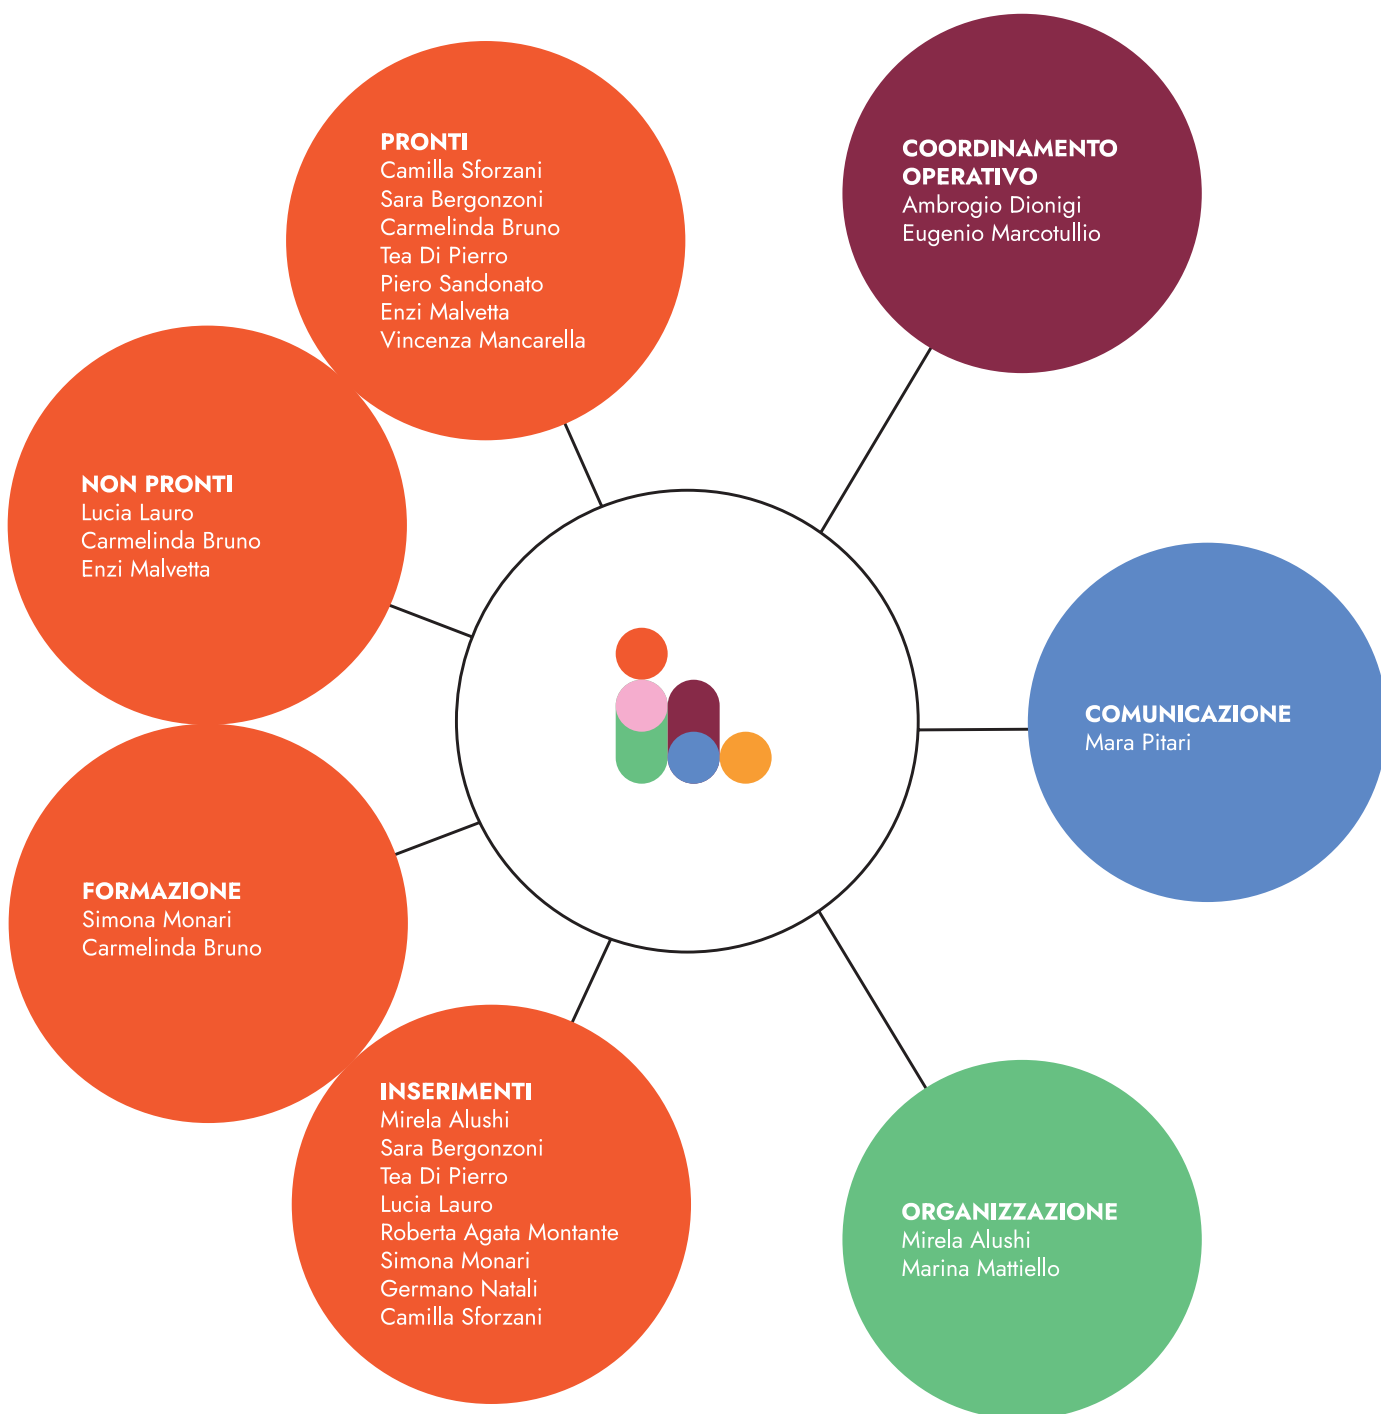 PRONTI
Camilla Sforzani
Sara Bergonzoni
Carmelinda Bruno
Tea Di Pierro
Piero Sandonato
Enzi Malvetta
Vincenza Mancarella
COORDINAMENTO
OPERATIVO
Ambrogio Dionigi
Eugenio Marcotullio
NON PRONTI
Lucia Lauro
Carmelinda Bruno
Enzi Malvetta
COMUNICAZIONE
Mara Pitari
FORMAZIONE
Simona Monari
Carmelinda Bruno
INSERIMENTI
Mirela Alushi
Sara Bergonzoni
Tea Di Pierro
Lucia Lauro
Roberta Agata Montante
Simona Monari
Germano Natali
Camilla Sforzani
ORGANIZZAZIONE
Mirela Alushi
Marina Mattiello